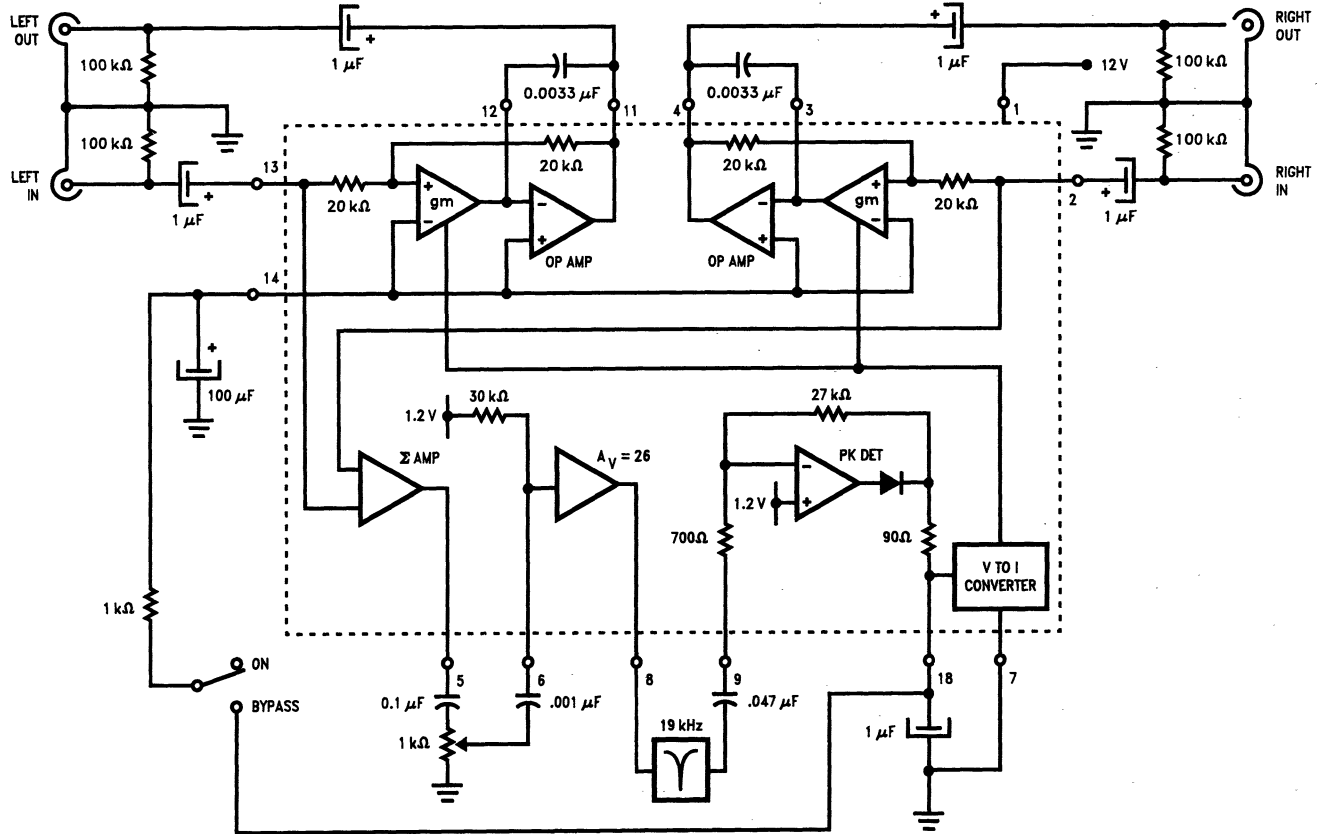 LEFT
OUT
1 µF
+
100 kΩ
0.0033 µF
12
11
100 kΩ
LEFT
IN
1 µF
+
13
20 kΩ
20 kΩ
+
gm
−
−
+
OP AMP
+
1 µF
RIGHT
OUT
12 V
100 kΩ
0.0033 µF
4
3
1
100 kΩ
20 kΩ
20 kΩ
+
gm
−
−
+
OP AMP
2
+
1 µF
RIGHT
IN
14
+
100 µF
1.2 V
30 kΩ
Σ AMP
A V = 26
27 kΩ
PK DET
−
1.2 V
+
700Ω
90Ω
V TO I
CONVERTER
1 kΩ
ON
BYPASS
5
6
8
9
18
7
0.1 µF
.001 µF
.047 µF
1 kΩ
19 kHz
1 µF